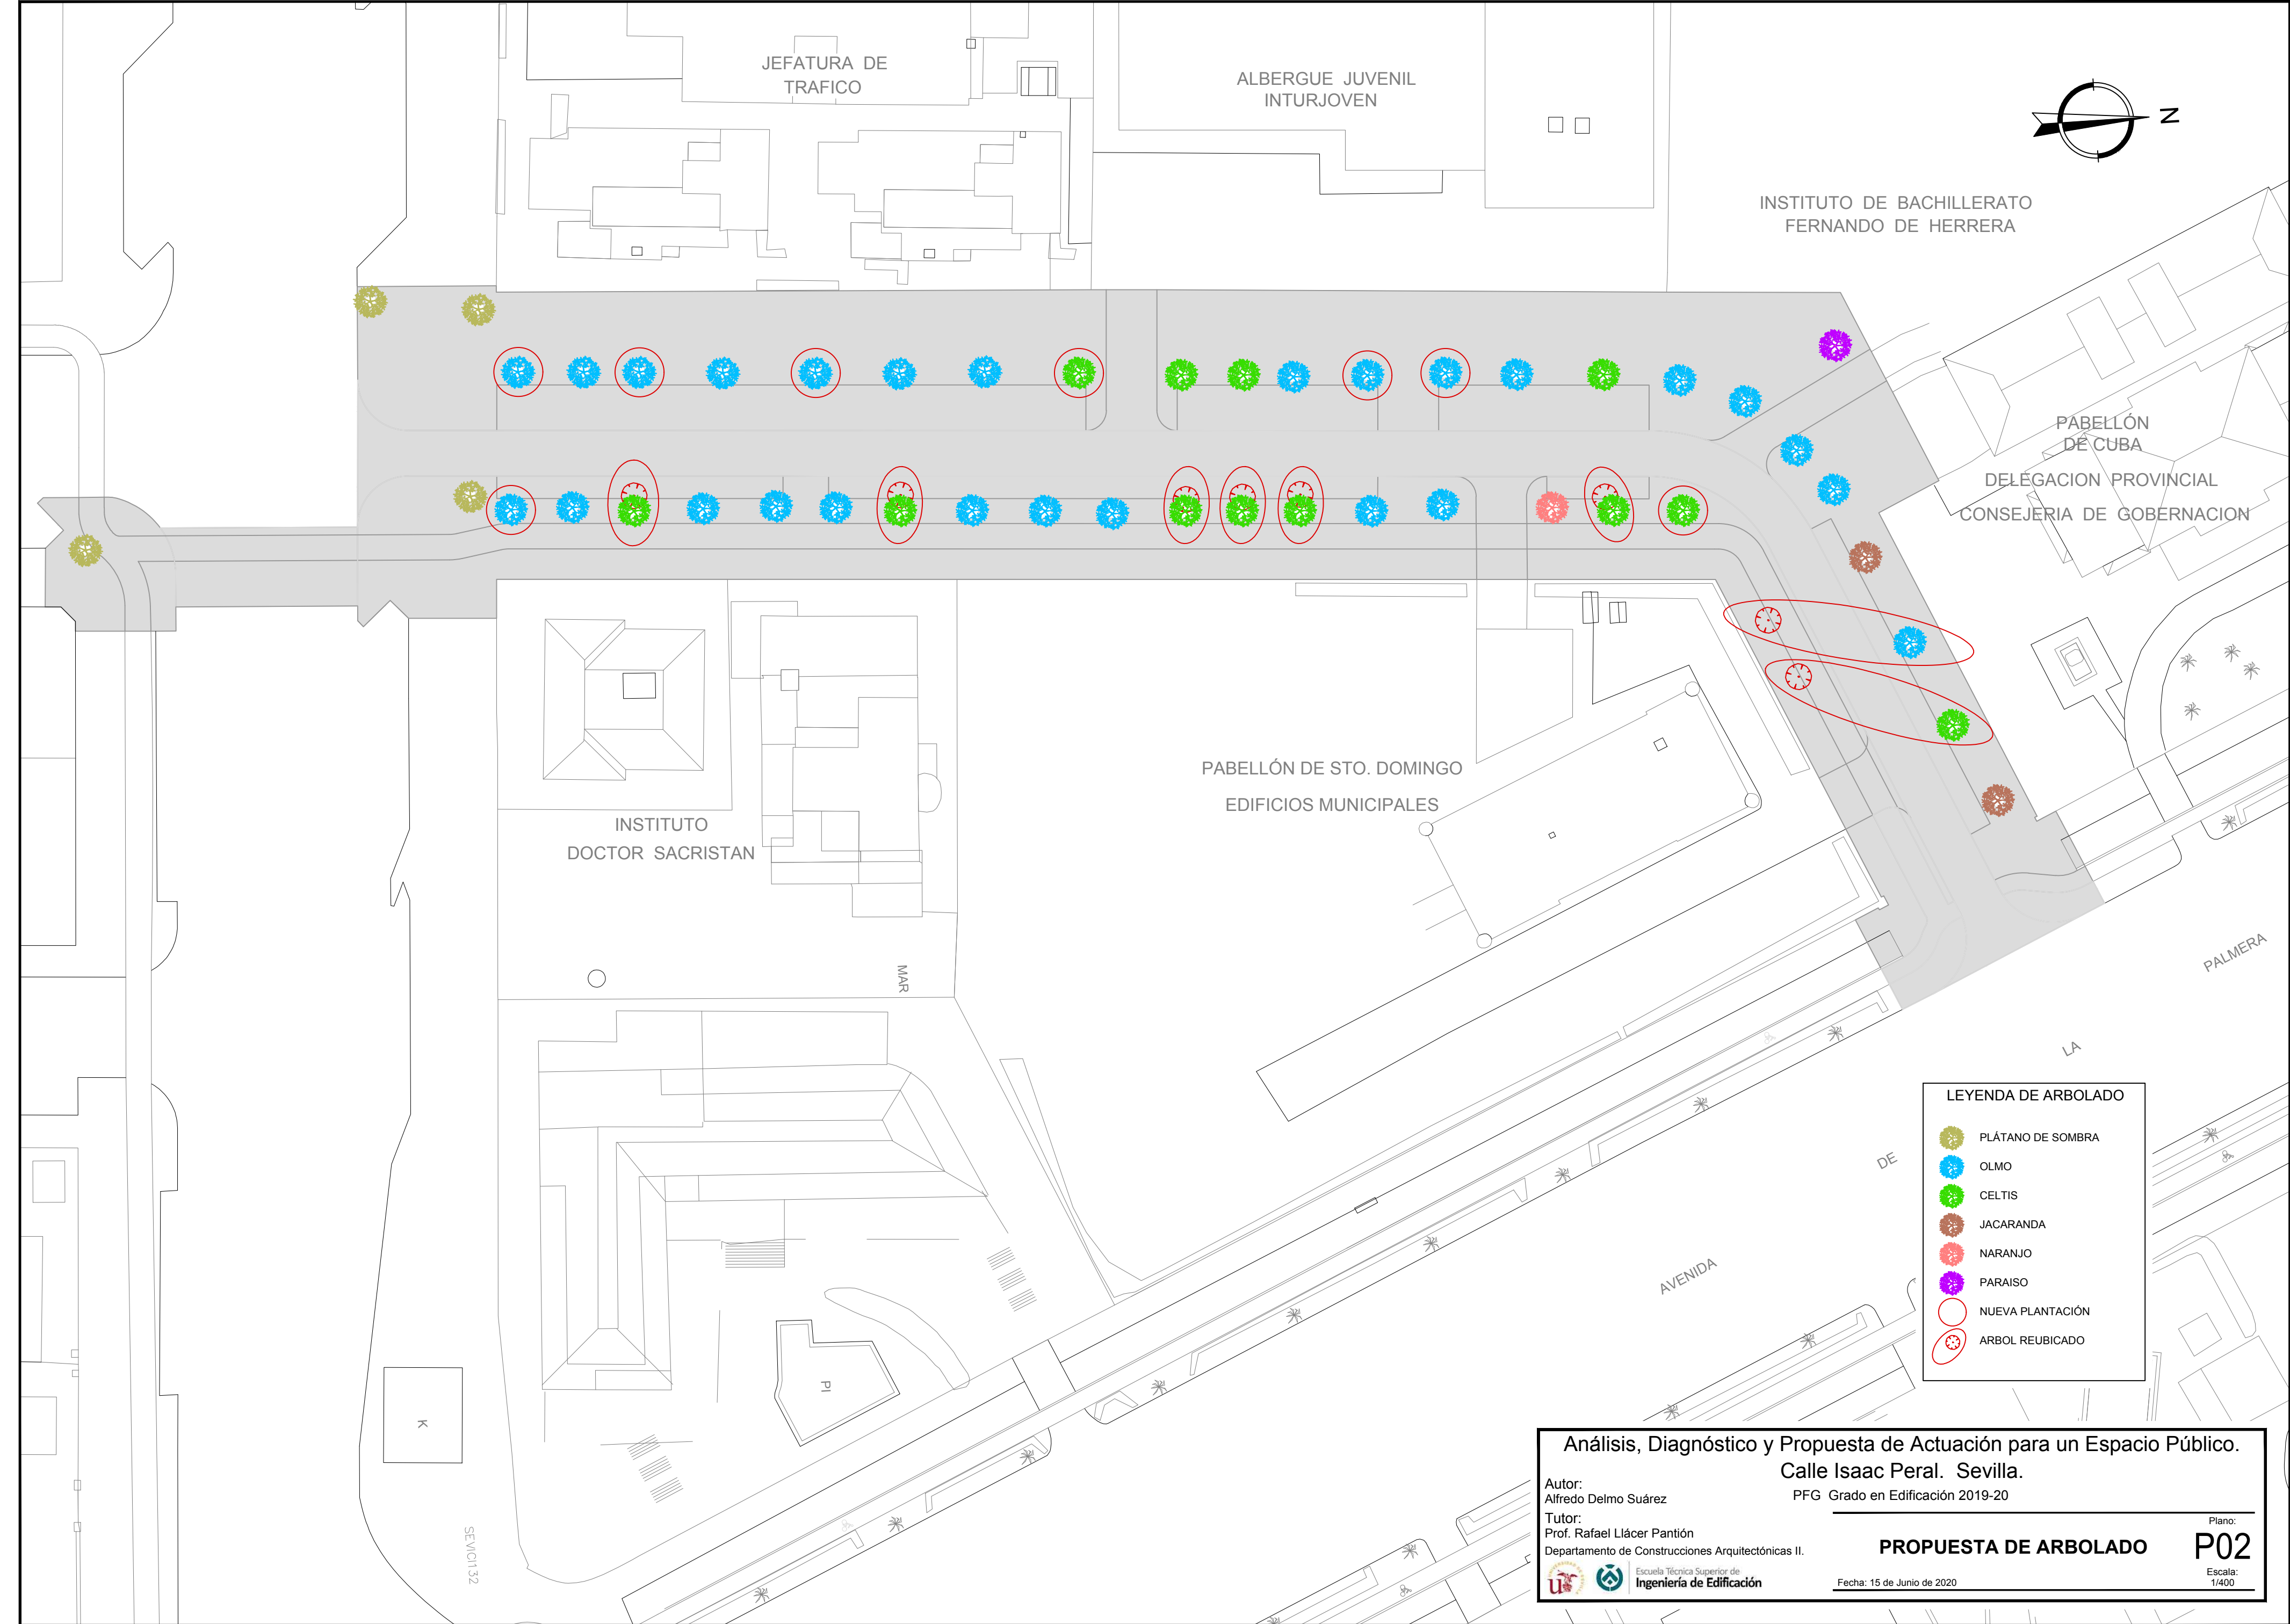 JEFATURA DE
TRAFICO
ALBERGUE JUVENIL
INTURJOVEN
N
INSTITUTO DE BACHILLERATO
FERNANDO DE HERRERA
PABELLÓN
DE CUBA
DELEGACION PROVINCIAL
CONSEJERIA DE GOBERNACION
PABELLÓN DE STO. DOMINGO
EDIFICIOS MUNICIPALES
INSTITUTO
DOCTOR SACRISTAN
MAR
PI
K
SEVICI132
AVENIDA
DE
LA
PALMERA
LEYENDA DE ARBOLADO
PLÁTANO DE SOMBRA
OLMO
CELTIS
JACARANDA
NARANJO
PARAISO
NUEVA PLANTACIÓN
ARBOL REUBICADO
Análisis, Diagnóstico y Propuesta de Actuación para un Espacio Público.
Calle Isaac Peral. Sevilla.
Autor:
Alfredo Delmo Suárez
PFG Grado en Edificación 2019-20
Tutor:
Prof. Rafael Llácer Pantión
Departamento de Construcciones Arquitectónicas II.
Escuela Técnica Superior de
Ingeniería de Edificación
PROPUESTA DE ARBOLADO
Fecha: 15 de Junio de 2020
Plano:
P02
Escala:
1/400